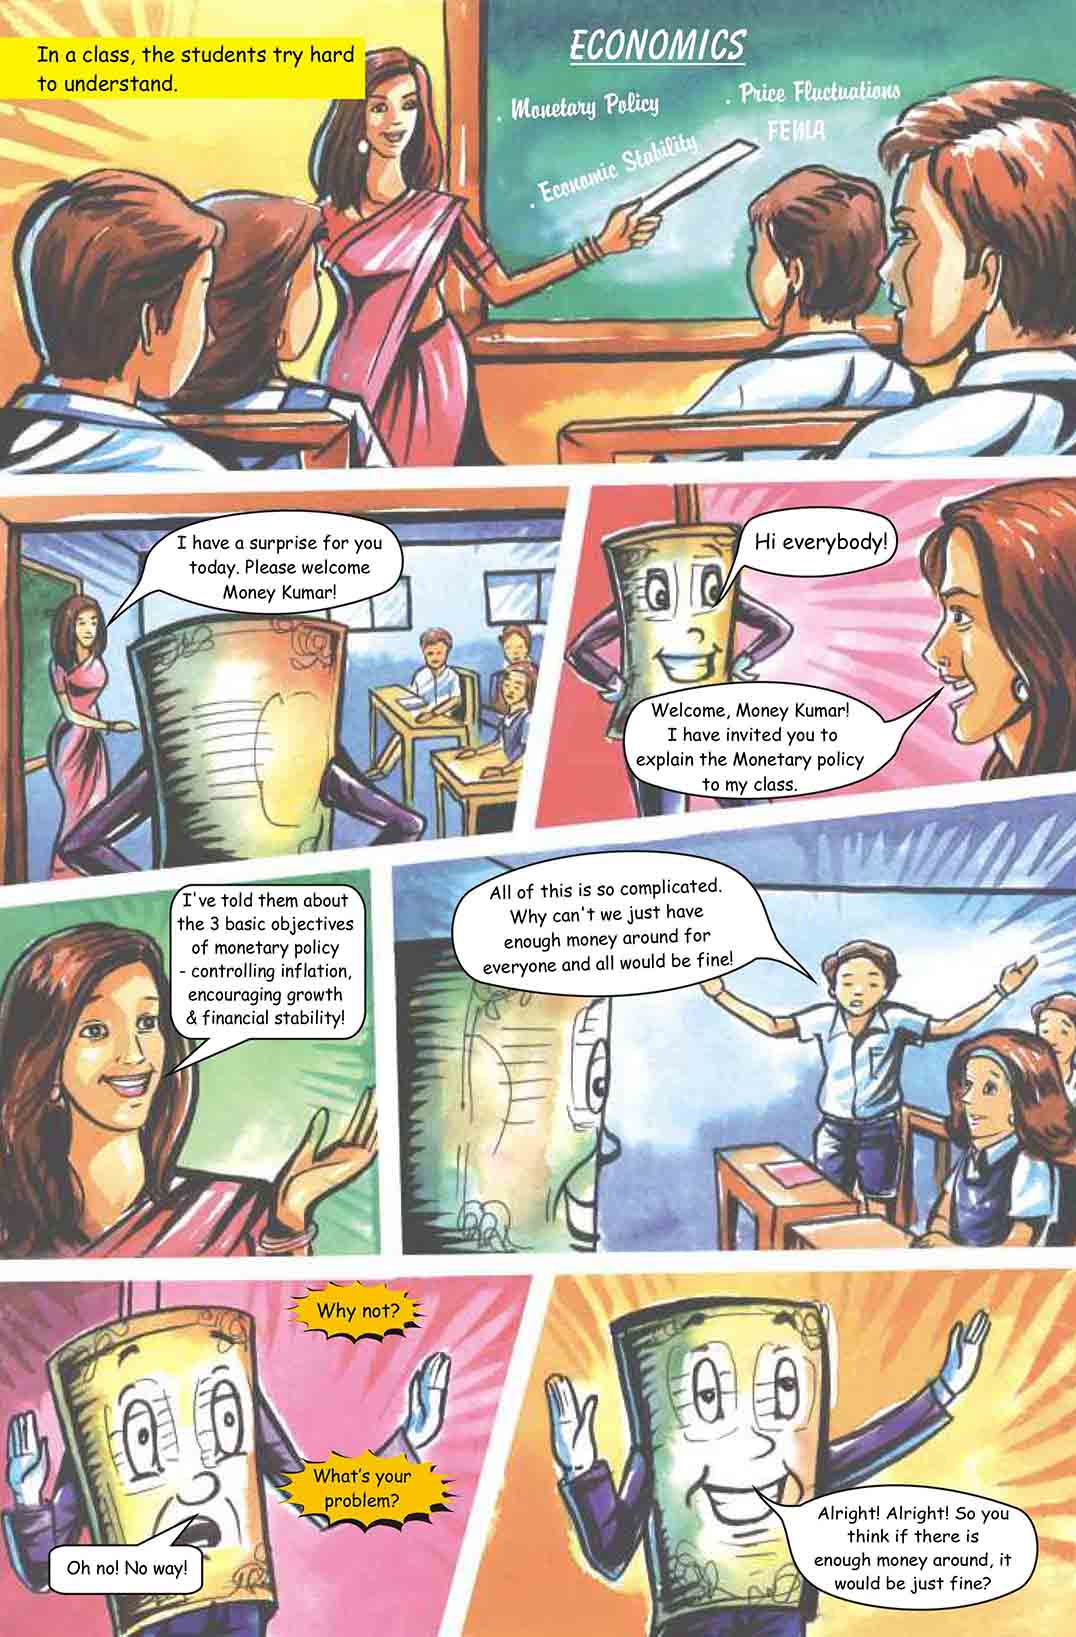 In a class, the students try hard
to understand.
ECONOMICS
. Monetary Policy
. Price Fluctuations
FEMA
. Economic Stability
I have a surprise for you
today. Please welcome
Money Kumar!
Hi everybody!
Welcome, Money Kumar!
I have invited you to
explain the Monetary policy
to my class.
I've told them about
the 3 basic objectives
of monetary policy
- controlling inflation,
encouraging growth
& financial stability!
All of this is so complicated.
Why can't we just have
enough money around for
everyone and all would be fine!
Why not?
What's your
problem?
Oh no! No way!
Alright! Alright! So you
think if there is
enough money around, it
would be just fine?